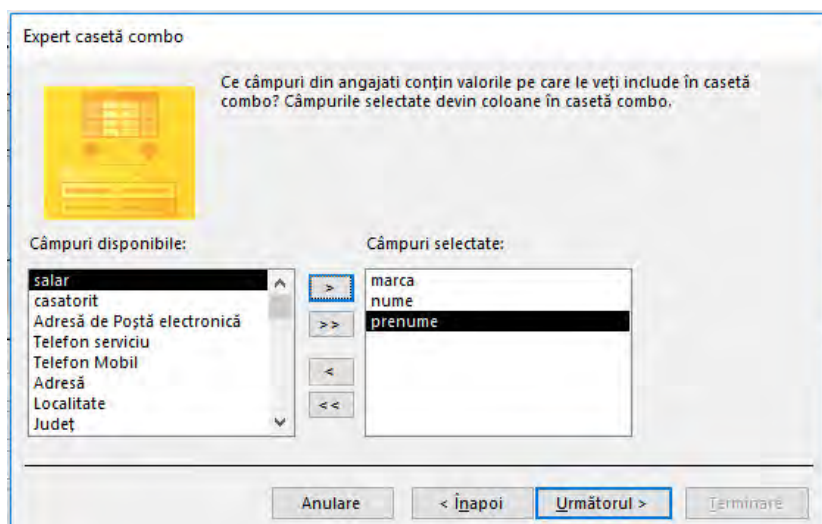 Expert casetă combo
Ce câmpuri din angajati conțin valorile pe care le veți include în casetă
combo? Câmpurile selectate devin coloane în casetă combo.
Câmpuri disponibile:
Câmpuri selectate:
salar
casatorit
Adresă de Poștă electronică
Telefon serviciu
Telefon Mobil
Adresă
Localitate
Județ
>
>>
<
<<
marca
nume
prenume
Anulare
< Înapoi
Următorul >
Terminare